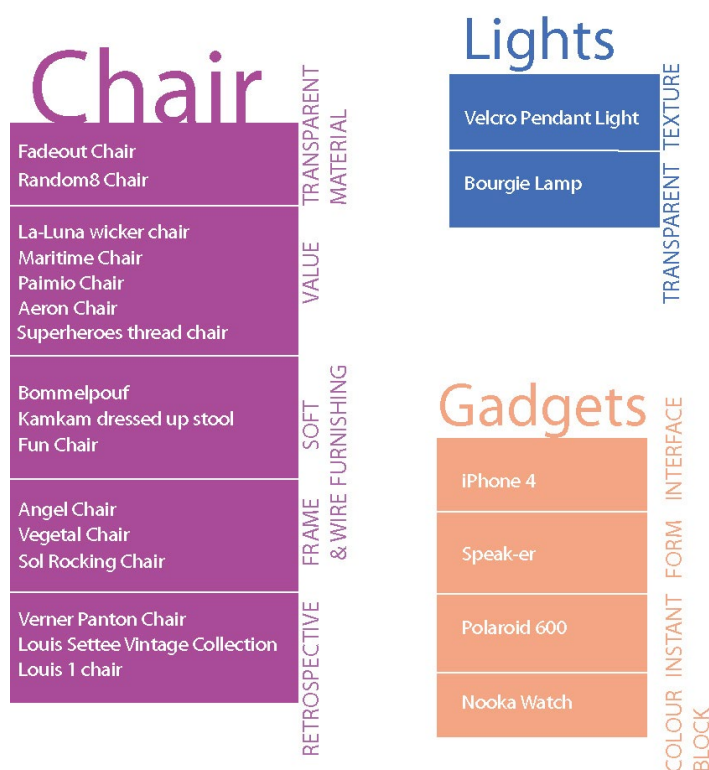 Chair
TRANSPARENT
MATERIAL
Fadeout Chair
Random8 Chair
VALUE
La-Luna wicker chair
Maritime Chair
Paimio Chair
Aeron Chair
Superheroes thread chair
SOFT
FURNISHING
Bommelpouf
Kamkam dressed up stool
Fun Chair
FRAME
& WIRE
Angel Chair
Vegetal Chair
Sol Rocking Chair
RETROSPECTIVE
Verner Panton Chair
Louis Settee Vintage Collection
Louis 1 chair
Lights
TEXTURE
Velcro Pendant Light
TRANSPARENT
Bourgie Lamp
Gadgets
INTERFACE
iPhone 4
FORM
Speak-er
INSTANT
Polaroid 600
COLOUR
BLOCK
Nooka Watch